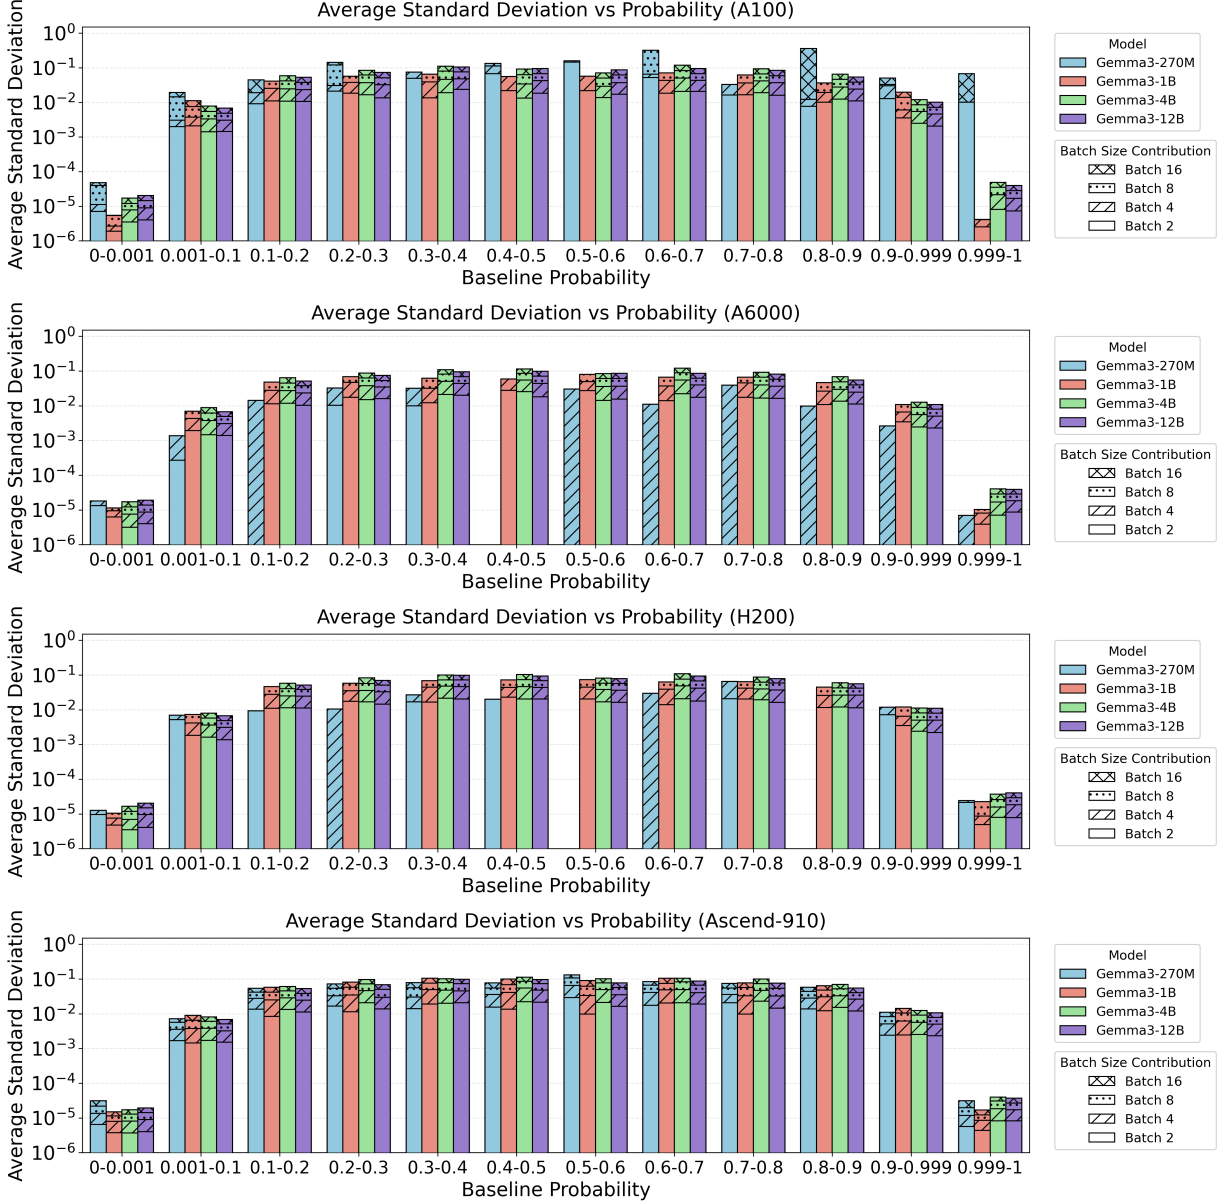 Average Standard Deviation vs Probability (A100)
Average Standard Deviation
10^0
10^-1
10^-2
10^-3
10^-4
10^-5
10^-6
0-0.001 0.001-0.1 0.1-0.2 0.2-0.3 0.3-0.4 0.4-0.5 0.5-0.6 0.6-0.7 0.7-0.8 0.8-0.9 0.9-0.999 0.999-1
Baseline Probability
Model
Gemma3-270M
Gemma3-1B
Gemma3-4B
Gemma3-12B
Batch Size Contribution
Batch 16
Batch 8
Batch 4
Batch 2
Average Standard Deviation vs Probability (A6000)
Average Standard Deviation
10^0
10^-1
10^-2
10^-3
10^-4
10^-5
10^-6
0-0.001 0.001-0.1 0.1-0.2 0.2-0.3 0.3-0.4 0.4-0.5 0.5-0.6 0.6-0.7 0.7-0.8 0.8-0.9 0.9-0.999 0.999-1
Baseline Probability
Model
Gemma3-270M
Gemma3-1B
Gemma3-4B
Gemma3-12B
Batch Size Contribution
Batch 16
Batch 8
Batch 4
Batch 2
Average Standard Deviation vs Probability (H200)
Average Standard Deviation
10^0
10^-1
10^-2
10^-3
10^-4
10^-5
10^-6
0-0.001 0.001-0.1 0.1-0.2 0.2-0.3 0.3-0.4 0.4-0.5 0.5-0.6 0.6-0.7 0.7-0.8 0.8-0.9 0.9-0.999 0.999-1
Baseline Probability
Model
Gemma3-270M
Gemma3-1B
Gemma3-4B
Gemma3-12B
Batch Size Contribution
Batch 16
Batch 8
Batch 4
Batch 2
Average Standard Deviation vs Probability (Ascend-910)
Average Standard Deviation
10^0
10^-1
10^-2
10^-3
10^-4
10^-5
10^-6
0-0.001 0.001-0.1 0.1-0.2 0.2-0.3 0.3-0.4 0.4-0.5 0.5-0.6 0.6-0.7 0.7-0.8 0.8-0.9 0.9-0.999 0.999-1
Baseline Probability
Model
Gemma3-270M
Gemma3-1B
Gemma3-4B
Gemma3-12B
Batch Size Contribution
Batch 16
Batch 8
Batch 4
Batch 2